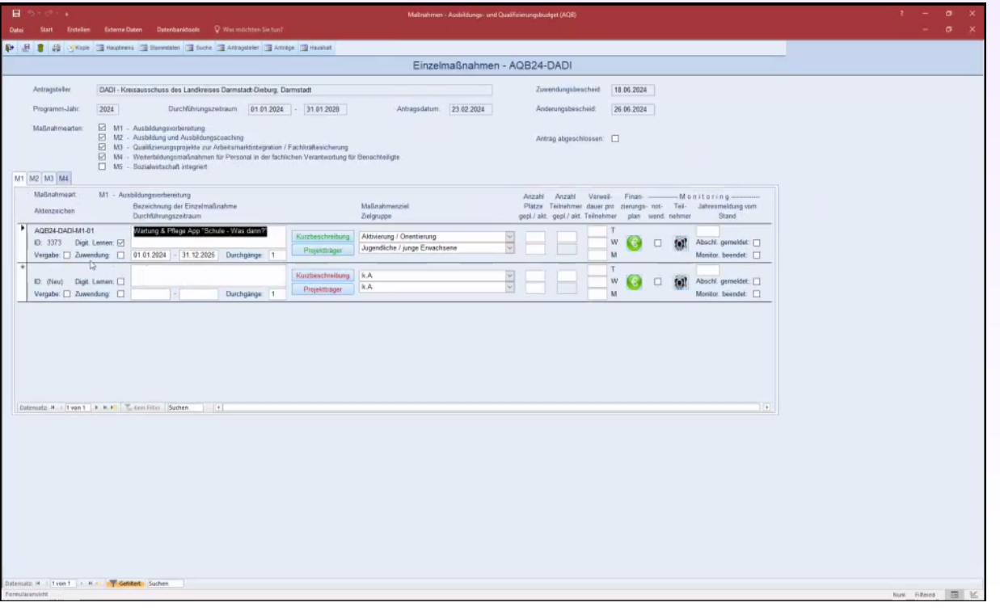 Maßnahmen - Ausbildungs- und Qualifizierungsbudget (AQB)
Datei Start Erstellen Externe Daten Datenbanktools Was möchten Sie tun?
Kopie Hauptmenü Stammdaten Suche Antragsteller Anträge Haushalt
Einzelmaßnahmen - AQB24-DADI
Antragsteller: DADI - Kreisausschuss des Landkreises Darmstadt-Dieburg, Darmstadt Zuwendungsbescheid: 18.06.2024
Programm-Jahr: 2024 Durchführungszeitraum: 01.01.2024 - 31.01.2028 Antragsdatum: 23.02.2024 Änderungsbescheid: 26.06.2024
Maßnahmearten: M1 - Ausbildungsvorbereitung
M2 - Ausbildung und Ausbildungscoaching
Antrag abgeschlossen:
M3 - Qualifizierungsprojekte zur Arbeitsmarktintegration / Fachkräftesicherung
M4 - Weiterbildungsmaßnahmen für Personal in der fachlichen Verantwortung für Benachteiligte
M5 - Sozialwirtschaft integriert
M1 M2 M3 M4
Maßnahmeart: M1 - Ausbildungsvorbereitung
Aktenzeichen
Bezeichnung der Einzelmaßnahme
Durchführungszeitraum
Maßnahmenziel
Zielgruppe
Anzahl Plätze gepl./ akt.
Anzahl Teilnehmer gepl./ akt.
Verweil- dauer pro Teilnehmer
Finan- zierungs- plan
Monitoring
not- wend.
Teil- nehmer
Jahresmeldung vom Stand
AQB24-DADI-M1-01 Wartung & Pflege App "Schule - Was dann?" T
ID: 3373 Digit. Lernen: Kurzbeschreibung Aktivierung / Orientierung W Abschl. gemeldet:
Vergabe: Zuwendung: 01.01.2024 - 31.12.2025 Durchgänge: 1 Projektträger Jugendliche / junge Erwachsene M Monitor. beendet:
T
ID: (Neu) Digit. Lernen: Kurzbeschreibung k.A. W Abschl. gemeldet:
Vergabe: Zuwendung: - Durchgänge: 1 Projektträger k.A. M Monitor. beendet:
Datensatz: 1 von 1 Kein Filter Suchen
Datensatz: 1 von 1 Gefiltert Suchen
Formularansicht Num Filtered